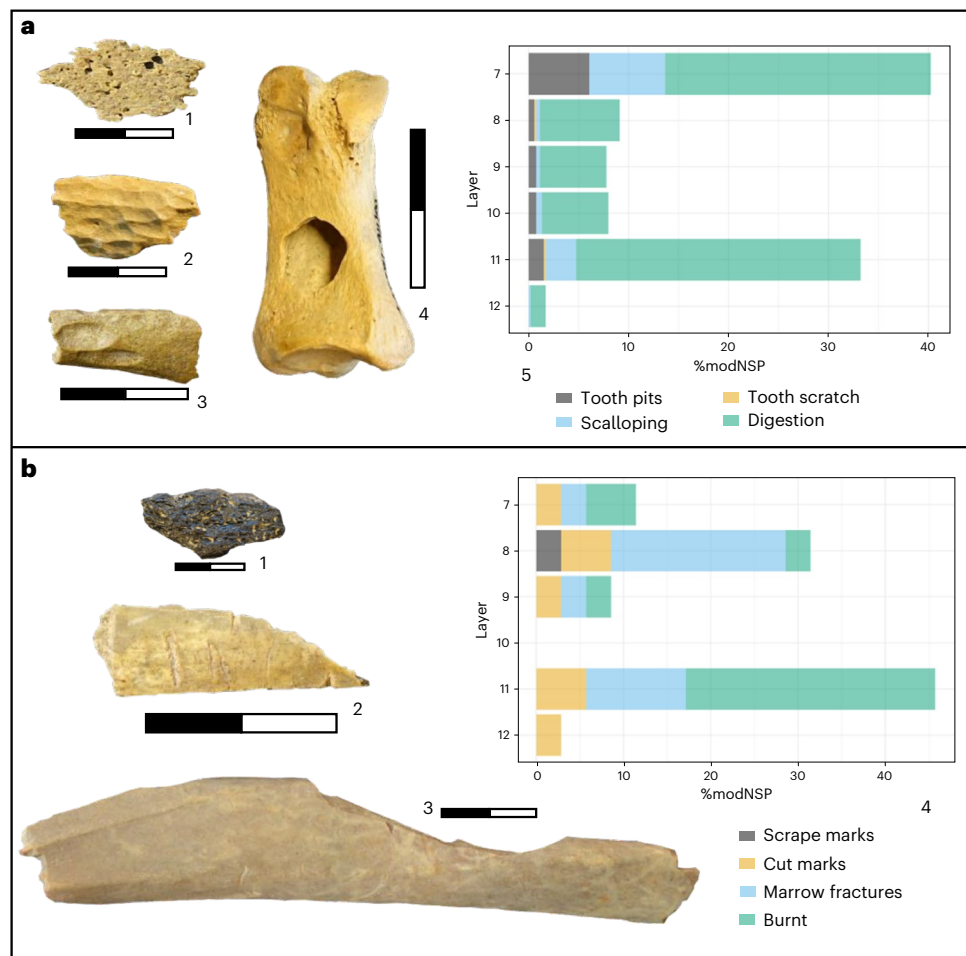 a
1
2
3
4
Layer
7
8
9
10
11
12
0 10 20 30 40
%modNSP
5
Tooth pits Tooth scratch
Scalloping Digestion
b
1
2
3
Layer
7
8
9
10
11
12
0 10 20 30 40
%modNSP
4
Scrape marks
Cut marks
Marrow fractures
Burnt